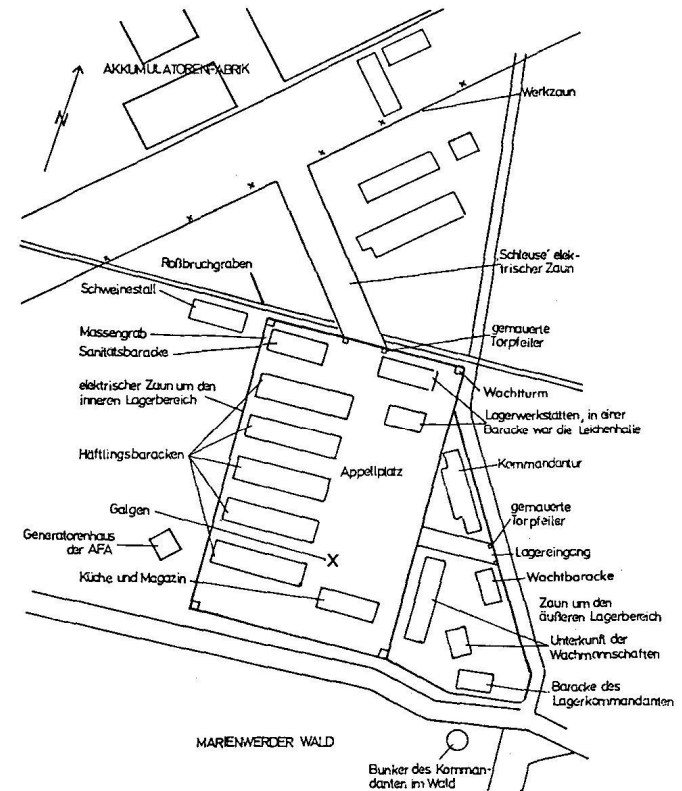 AKKUMULATOREN-FABRIK
N
Werkzaun
„Schleuse" elek-
trischer Zaun
Roßbruchgraben
Schweinestall
Massengrab
Sanitätsbaracke
gemauerte
Torpfeiler
Wachtturm
elektrischer Zaun um den
inneren Lagerbereich
Lagerwerkstätten, in einer
Baracke war die Leichenhalle
Häftlingsbaracken
Appellplatz
Kommandantur
Galgen
gemauerte
Torpfeiler
Generatorenhaus
der AFA
Lagereingang
Küche und Magazin
Wachtbaracke
Zaun um den
äußeren Lagerbereich
Unterkunft der
Wachmannschaften
Baracke des
Lagerkommandanten
MARIENWERDER WALD
Bunker des Komman-
danten im Wald